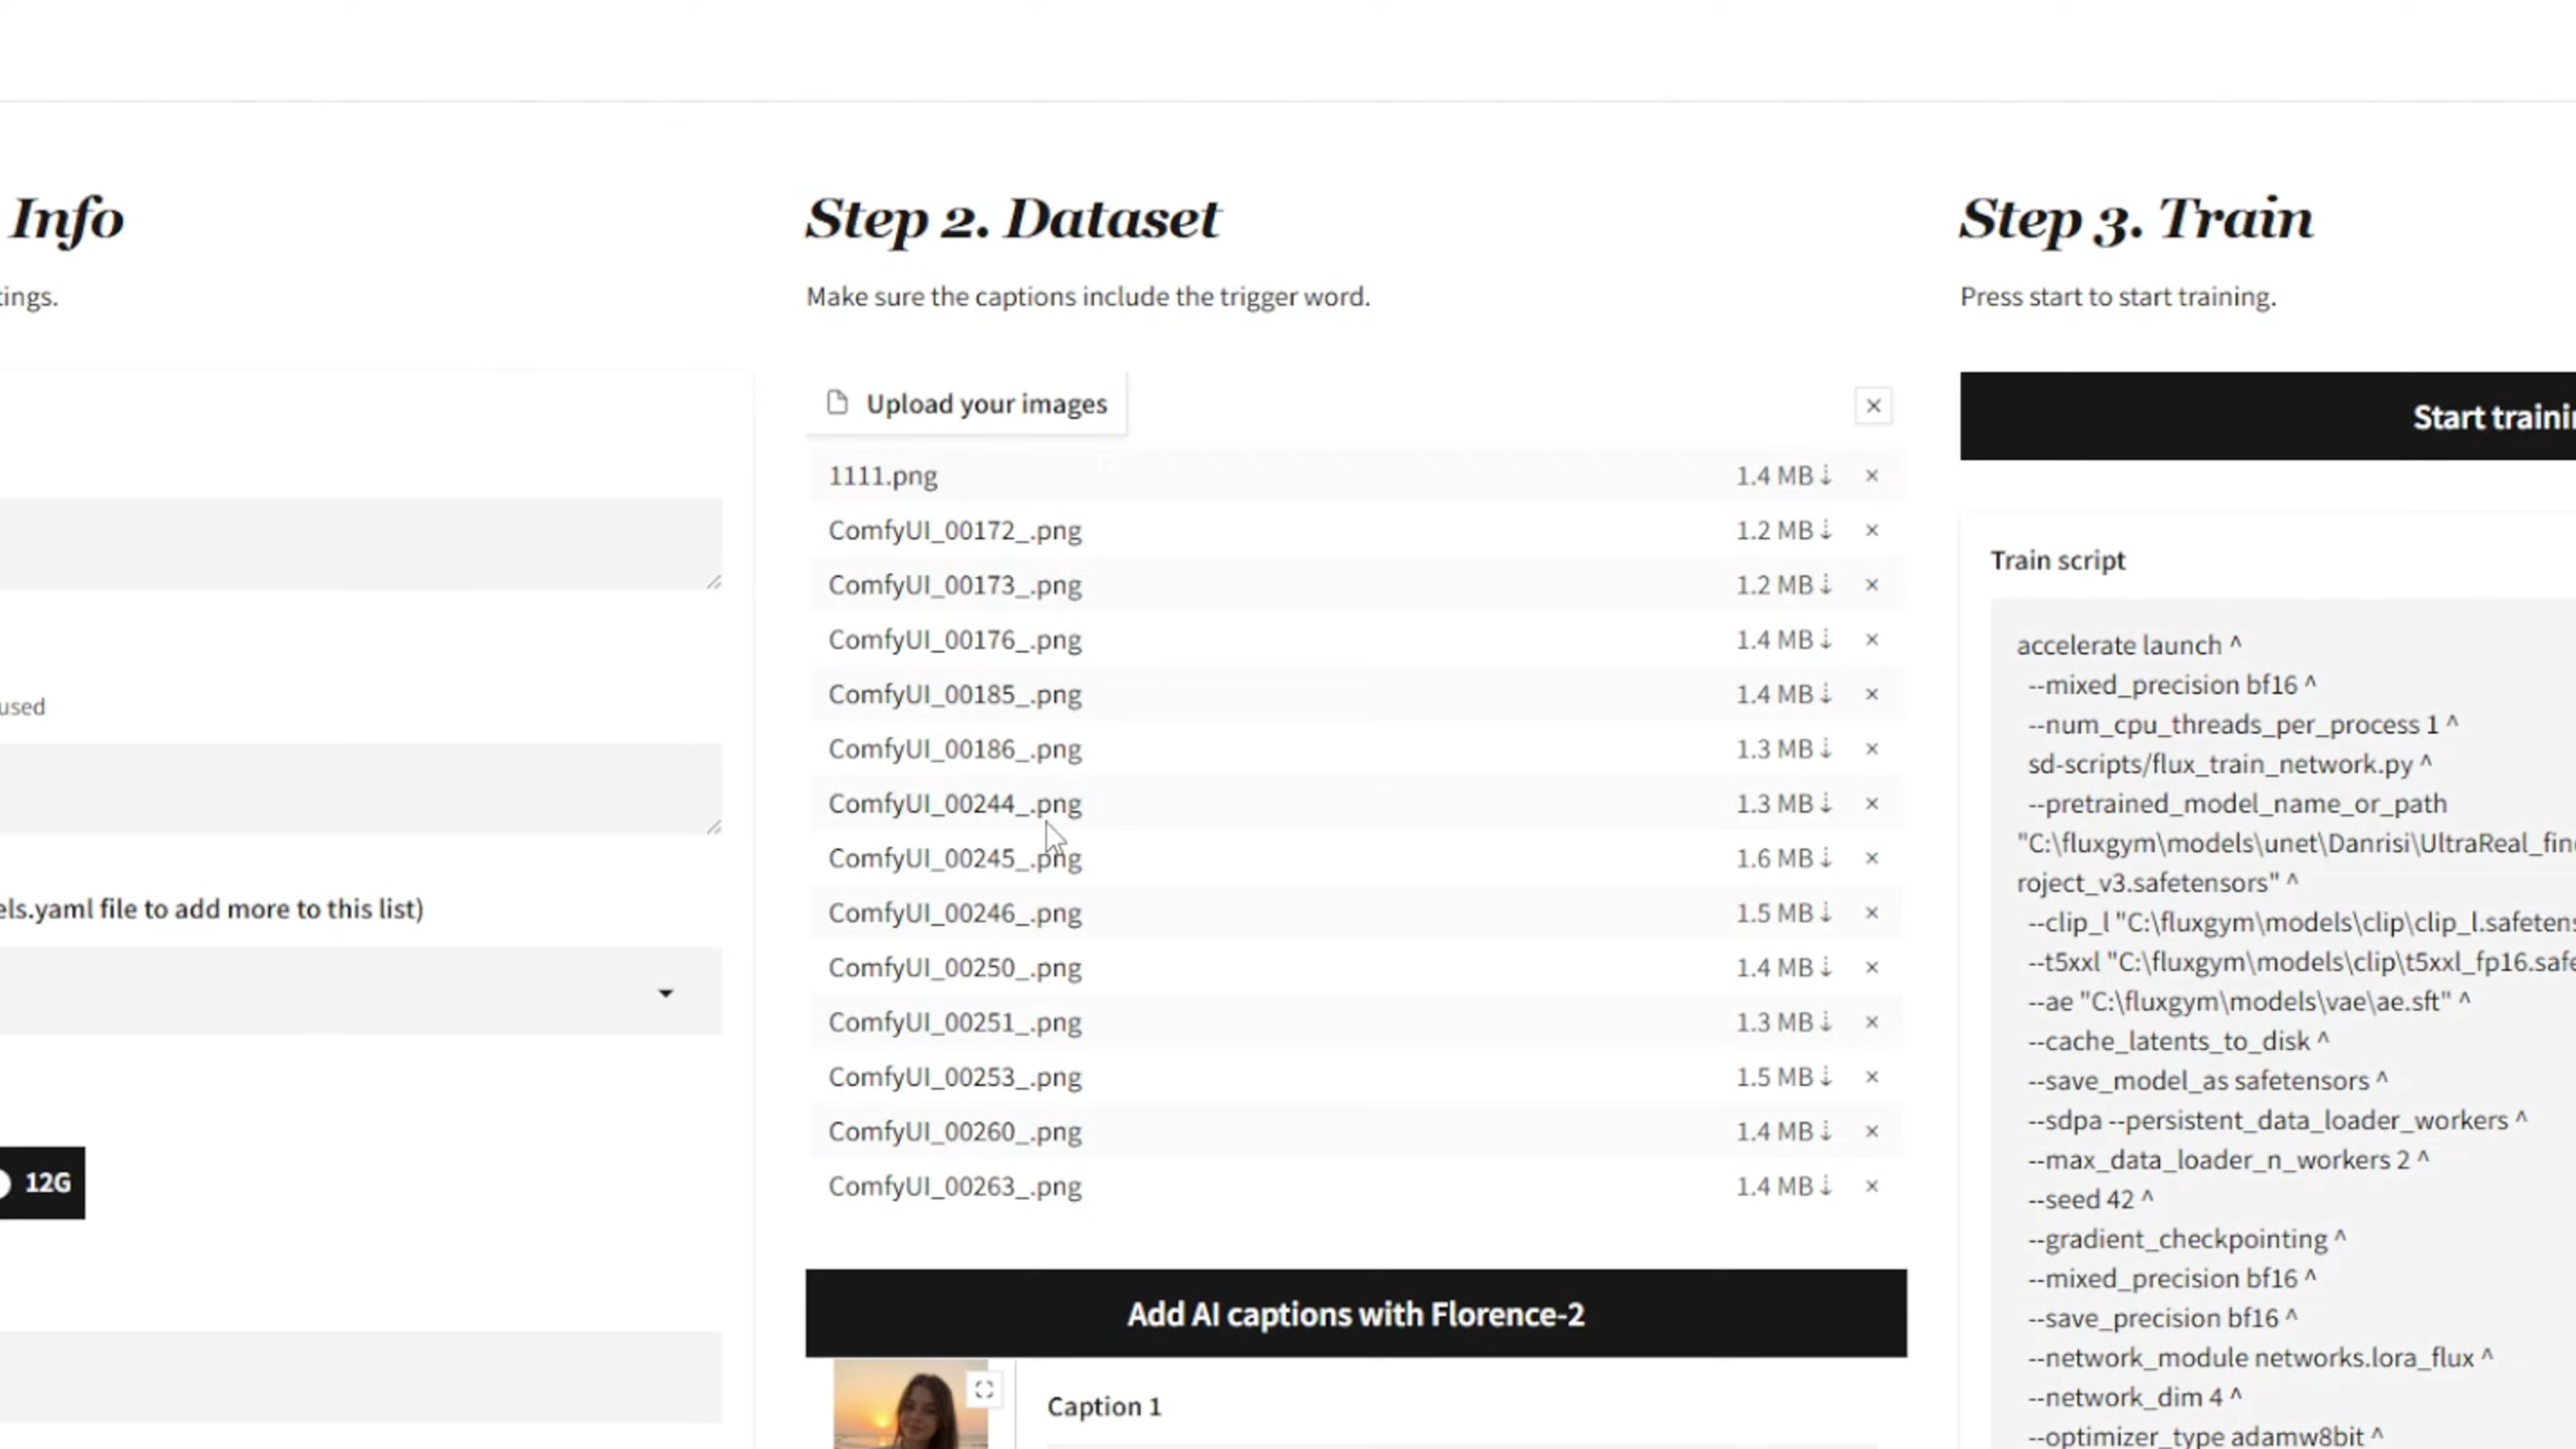 Info
tings.
used
els.yaml file to add more to this list)
12G
Step 2. Dataset
Make sure the captions include the trigger word.
Upload your images
1111.png 1.4 MB ⇣ ×
ComfyUI_00172_.png 1.2 MB ⇣ ×
ComfyUI_00173_.png 1.2 MB ⇣ ×
ComfyUI_00176_.png 1.4 MB ⇣ ×
ComfyUI_00185_.png 1.4 MB ⇣ ×
ComfyUI_00186_.png 1.3 MB ⇣ ×
ComfyUI_00244_.png 1.3 MB ⇣ ×
ComfyUI_00245_.png 1.6 MB ⇣ ×
ComfyUI_00246_.png 1.5 MB ⇣ ×
ComfyUI_00250_.png 1.4 MB ⇣ ×
ComfyUI_00251_.png 1.3 MB ⇣ ×
ComfyUI_00253_.png 1.5 MB ⇣ ×
ComfyUI_00260_.png 1.4 MB ⇣ ×
ComfyUI_00263_.png 1.4 MB ⇣ ×
Add AI captions with Florence-2
Caption 1
Step 3. Train
Press start to start training.
Start traini
Train script
accelerate launch ^
--mixed_precision bf16 ^
--num_cpu_threads_per_process 1 ^
sd-scripts/flux_train_network.py ^
--pretrained_model_name_or_path
"C:\fluxgym\models\unet\Danrisi\UltraReal_fin
roject_v3.safetensors" ^
--clip_l "C:\fluxgym\models\clip\clip_l.safetens
--t5xxl "C:\fluxgym\models\clip\t5xxl_fp16.safe
--ae "C:\fluxgym\models\vae\ae.sft" ^
--cache_latents_to_disk ^
--save_model_as safetensors ^
--sdpa --persistent_data_loader_workers ^
--max_data_loader_n_workers 2 ^
--seed 42 ^
--gradient_checkpointing ^
--mixed_precision bf16 ^
--save_precision bf16 ^
--network_module networks.lora_flux ^
--network_dim 4 ^
--optimizer_type adamw8bit ^